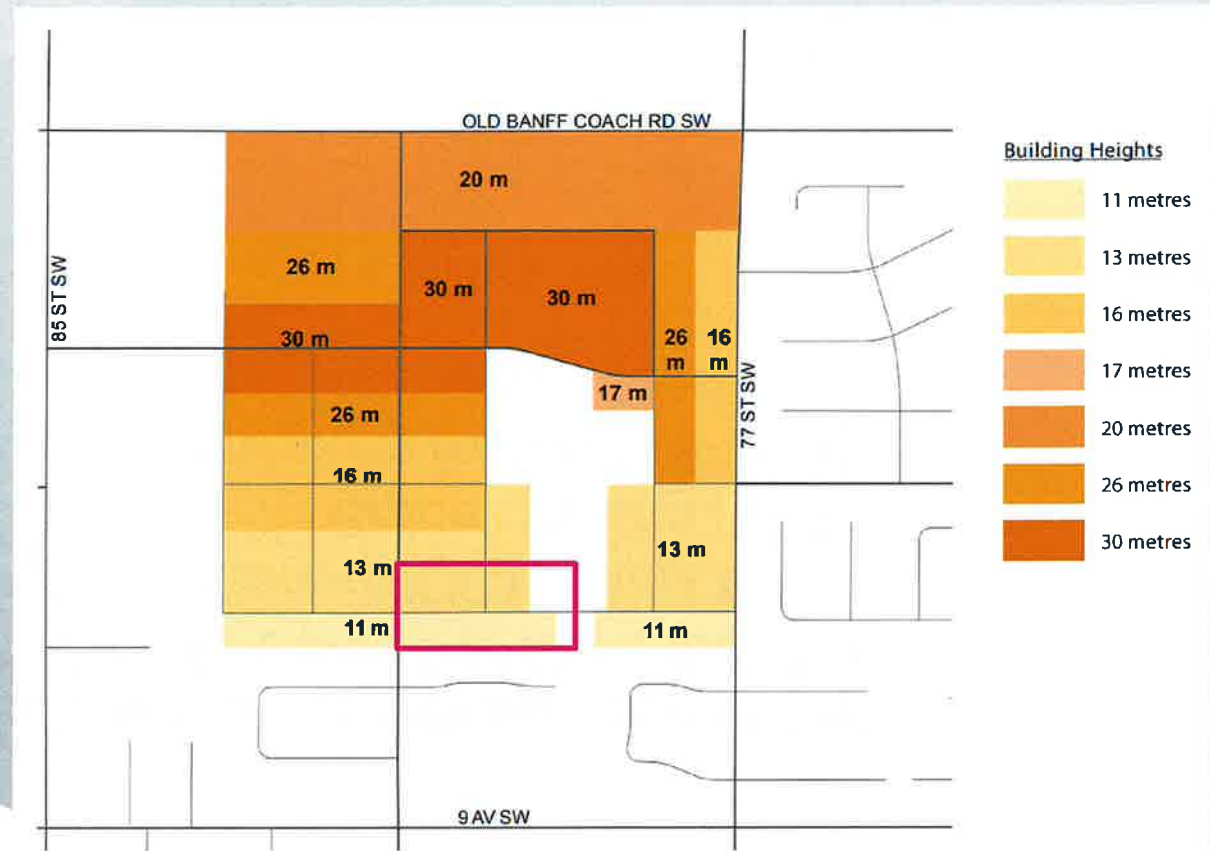 OLD BANFF COACH RD SW
20 m
26 m
30 m
30 m
30 m
26
m
16
m
17 m
26 m
16 m
13 m
13 m
11 m
11 m
85 ST SW
77 ST SW
9 AV SW
Building Heights
11 metres
13 metres
16 metres
17 metres
20 metres
26 metres
30 metres